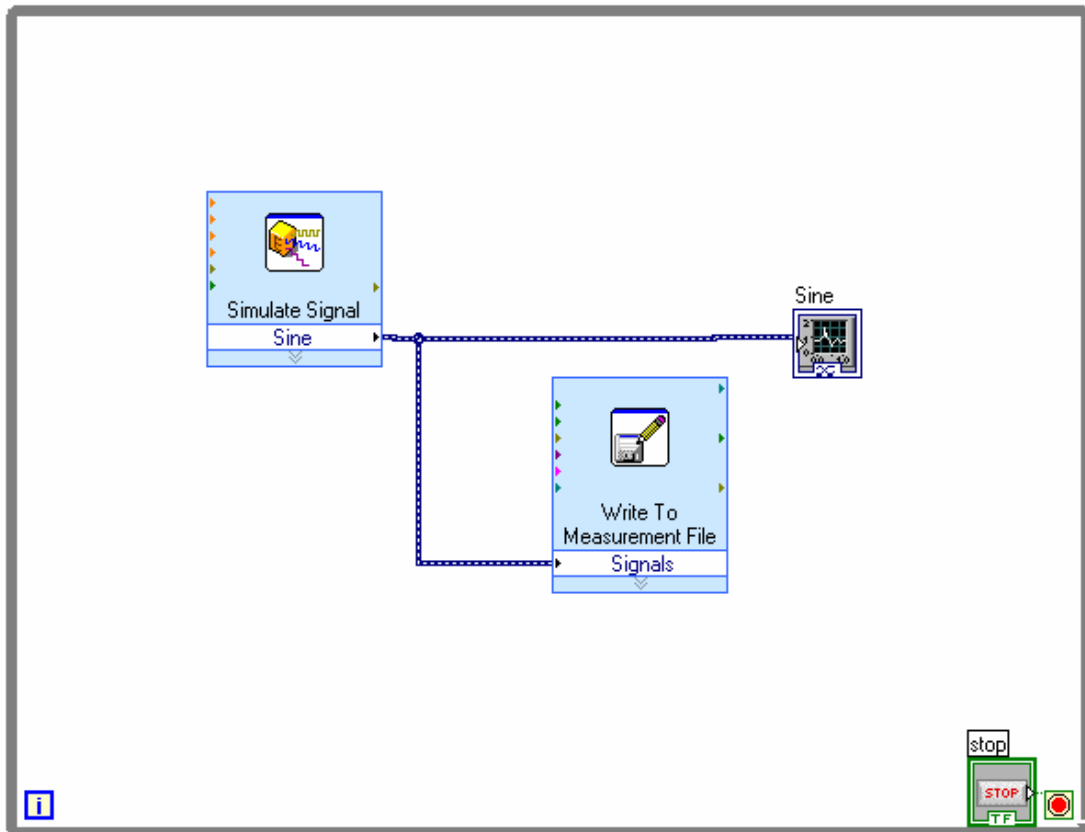 Simulate Signal
Sine
Sine
Write To
Measurement File
Signals
stop
STOP
TF
i